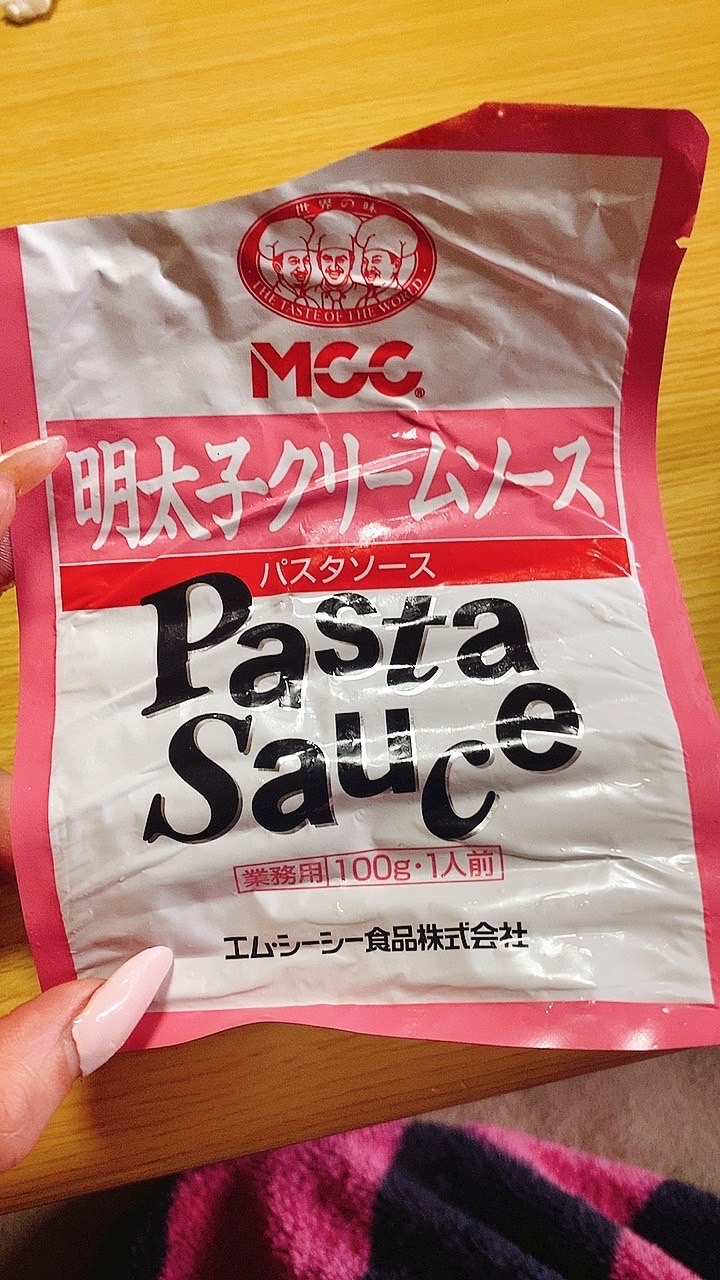 世界の味
THE TASTE OF THE WORLD
MCC®
明太子クリームソース
パスタソース
Pasta
Sauce
業務用 100g・1人前
エム・シーシー食品株式会社